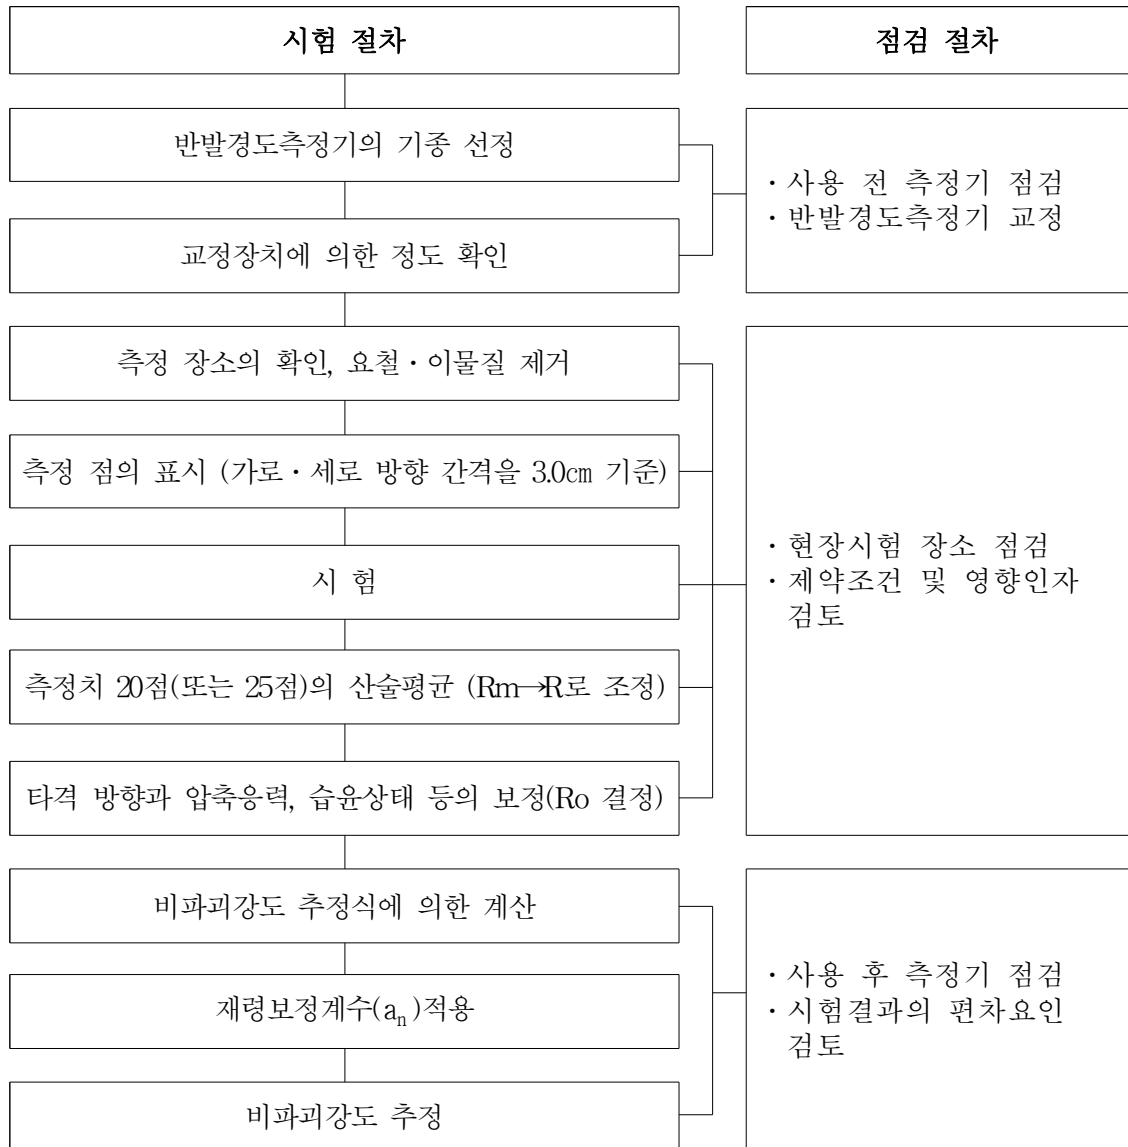 시험 절차
점검 절차
반발경도측정기의 기종 선정
교정장치에 의한 정도 확인
· 사용 전 측정기 점검
· 반발경도측정기 교정
측정 장소의 확인, 요철·이물질 제거
측정 점의 표시 (가로·세로 방향 간격을 3.0㎝ 기준)
시 험
측정치 20점(또는 25점)의 산술평균 (Rm→R로 조정)
타격 방향과 압축응력, 습윤상태 등의 보정(Ro 결정)
· 현장시험 장소 점검
· 제약조건 및 영향인자
검토
비파괴강도 추정식에 의한 계산
재령보정계수(an)적용
비파괴강도 추정
· 사용 후 측정기 점검
· 시험결과의 편차요인
검토